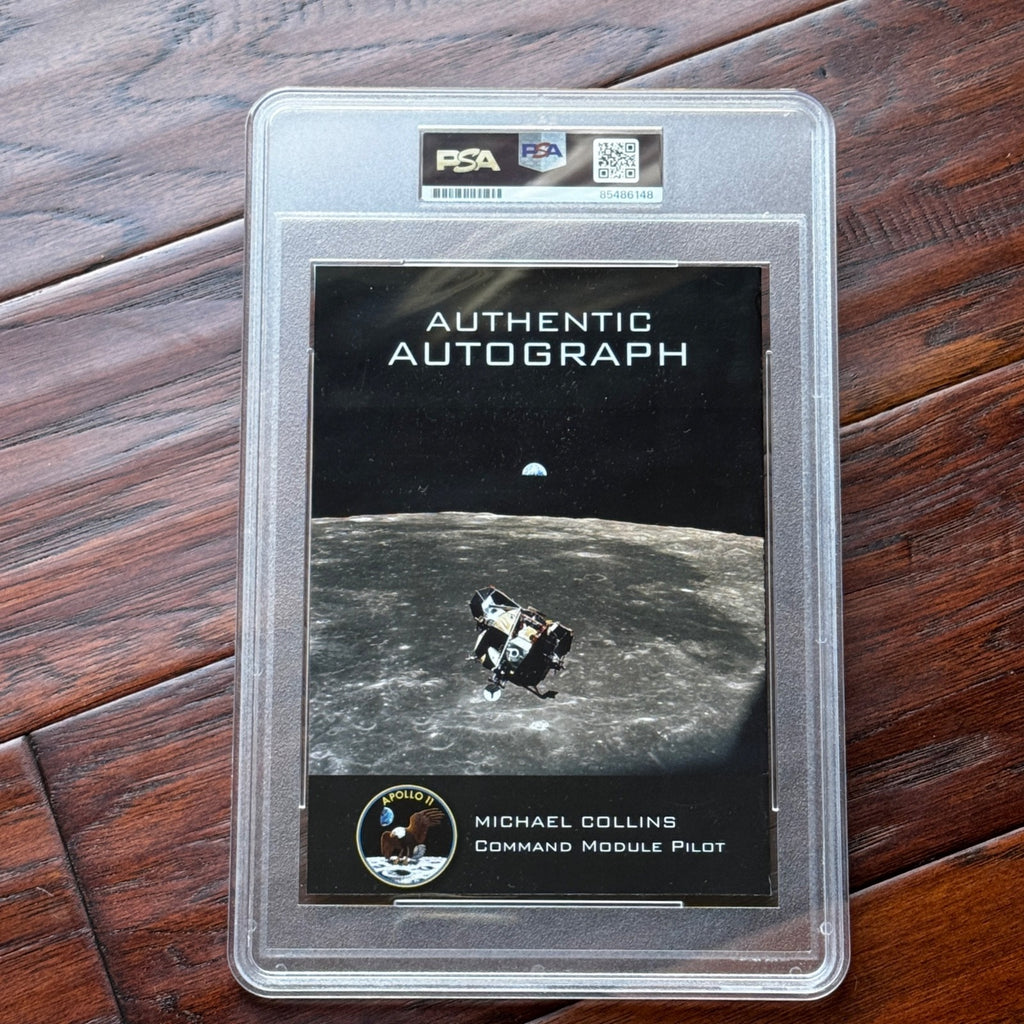 PSA PSA
85486148
AUTHENTIC
AUTOGRAPH
APOLLO 11
MICHAEL COLLINS
COMMAND MODULE PILOT